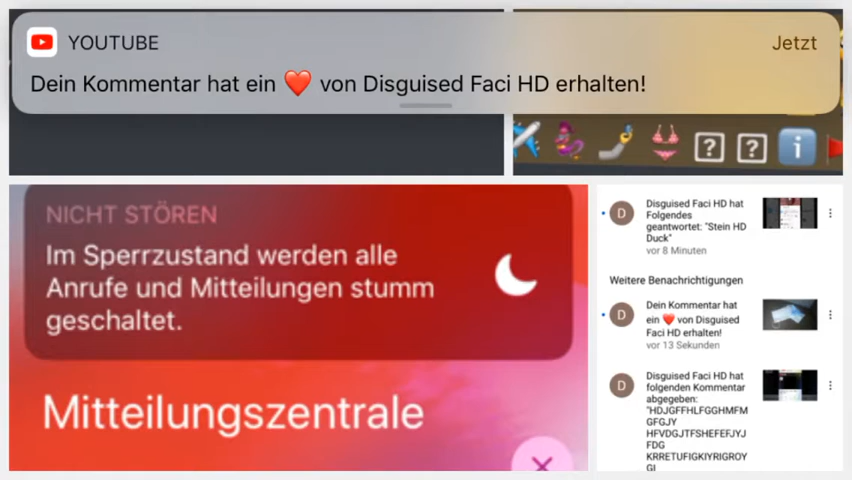 YOUTUBE
Jetzt
Dein Kommentar hat ein ❤️ von Disguised Faci HD erhalten!
NICHT STÖREN
Im Sperrzustand werden alle
Anrufe und Mitteilungen stumm
geschaltet.
Mitteilungszentrale
D
Disguised Faci HD hat
Folgendes
geantwortet: "Stein HD
Duck"
vor 8 Minuten
Weitere Benachrichtigungen
D
Dein Kommentar hat
ein ❤️ von Disguised
Faci HD erhalten!
vor 13 Sekunden
D
Disguised Faci HD hat
folgenden Kommentar
abgegeben:
"HDJGFFHLFGGHMFM
GFGJY
HFVDGJTFSHEFEFJYJ
FDG
KRRETUFIGKIYRIGROY
GI